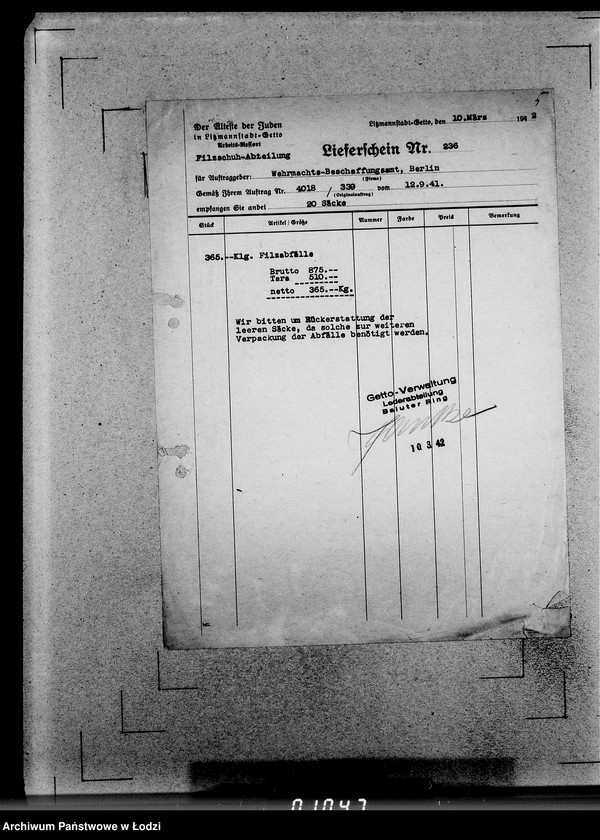 Der Älteste der Juden
in Litzmannstadt-Getto
Arbeits-Ressort
Filzschuh-Abteilung
Litzmannstadt-Getto, den 10.März 1942
Lieferschein Nr. 236
für Auftraggeber: Wehrmachts-Beschaffungsamt, Berlin
(Firma)
Gemäß Ihrem Auftrag Nr. 4018 / 339 vom 12.9.41.
(Originalauftrag)
empfangen Sie anbei 20 Säcke
Stück Artikel / Größe Nummer Farbe Preis Bemerkung
365.--Klg. Filzabfälle
Brutto 875.--
Tara 510.--
netto 365.--Kg.
Wir bitten um Rückerstattung der
leeren Säcke, da solche zur weiteren
Verpackung der Abfälle benötigt werden.
Getto-Verwaltung
Lederabteilung
Baluter Ring
10 3 42
01047
Archiwum Państwowe w Łodzi